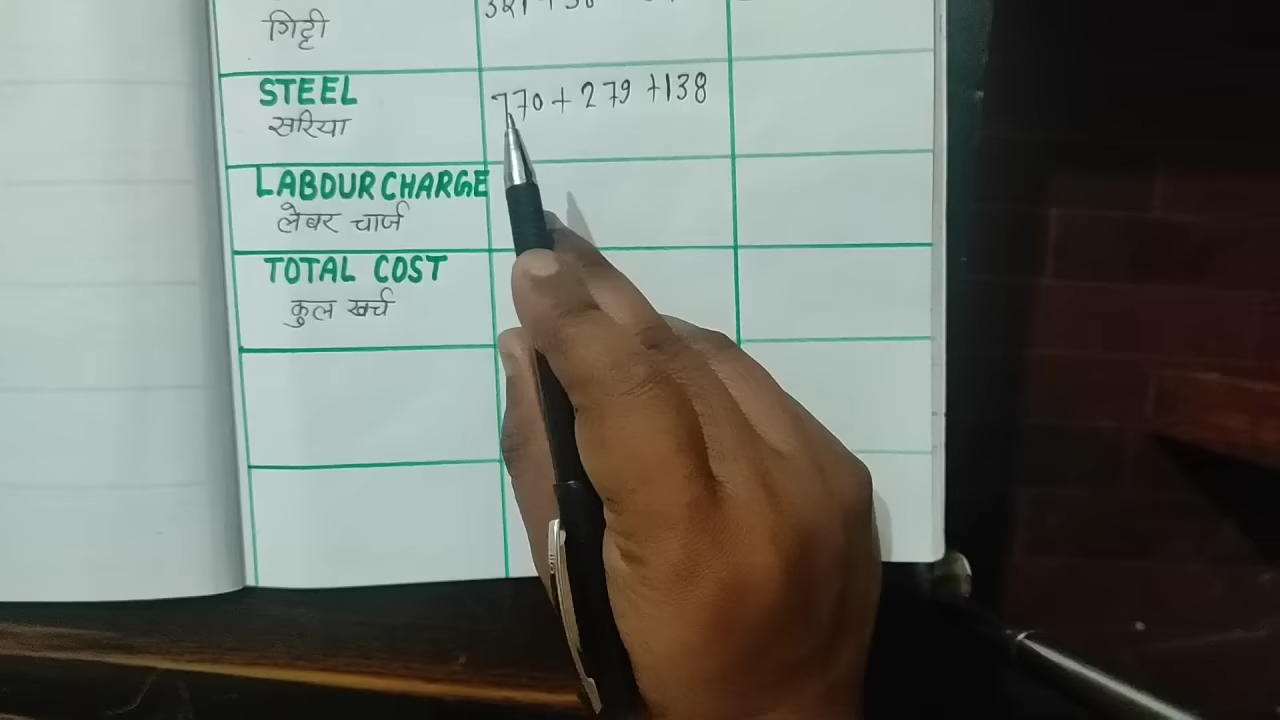 गिट्टी
STEEL 770 + 279 + 138
सरिया
LABOUR CHARGE
लेबर चार्ज
TOTAL COST
कुल खर्च